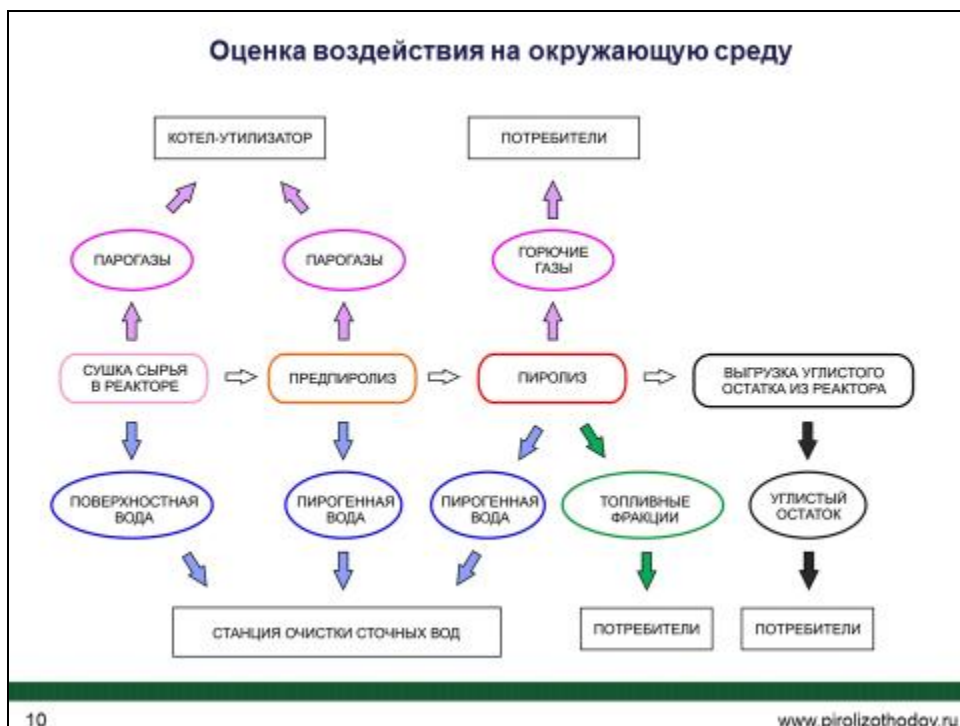 Оценка воздействия на окружающую среду
КОТЕЛ-УТИЛИЗАТОР
ПОТРЕБИТЕЛИ
ПАРОГАЗЫ
ПАРОГАЗЫ
ГОРЮЧИЕ
ГАЗЫ
СУШКА СЫРЬЯ
В РЕАКТОРЕ
ПРЕДПИРОЛИЗ
ПИРОЛИЗ
ВЫГРУЗКА УГЛИСТОГО
ОСТАТКА ИЗ РЕАКТОРА
ПОВЕРХНОСТНАЯ
ВОДА
ПИРОГЕННАЯ
ВОДА
ПИРОГЕННАЯ
ВОДА
ТОПЛИВНЫЕ
ФРАКЦИИ
УГЛИСТЫЙ
ОСТАТОК
СТАНЦИЯ ОЧИСТКИ СТОЧНЫХ ВОД
ПОТРЕБИТЕЛИ
ПОТРЕБИТЕЛИ
10
www.pirolizothodov.ru